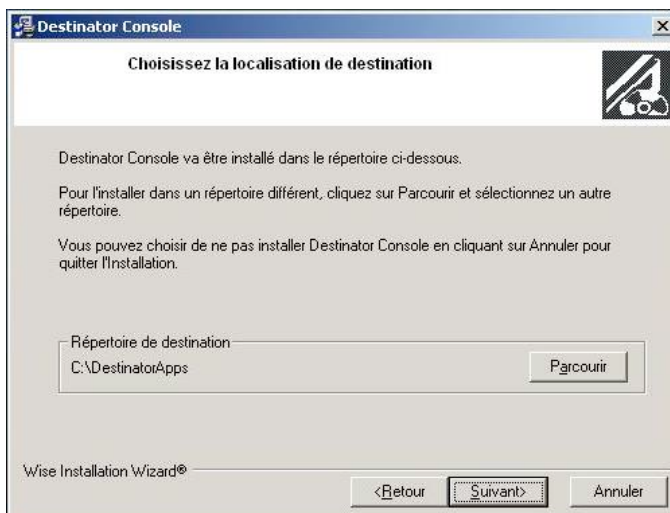 Destinator Console
Choisissez la localisation de destination
Destinator Console va être installé dans le répertoire ci-dessous.
Pour l'installer dans un répertoire différent, cliquez sur Parcourir et sélectionnez un autre
répertoire.
Vous pouvez choisir de ne pas installer Destinator Console en cliquant sur Annuler pour
quitter l'Installation.
Répertoire de destination
C:\DestinatorApps
Parcourir
Wise Installation Wizard®
<Retour
Suivant>
Annuler